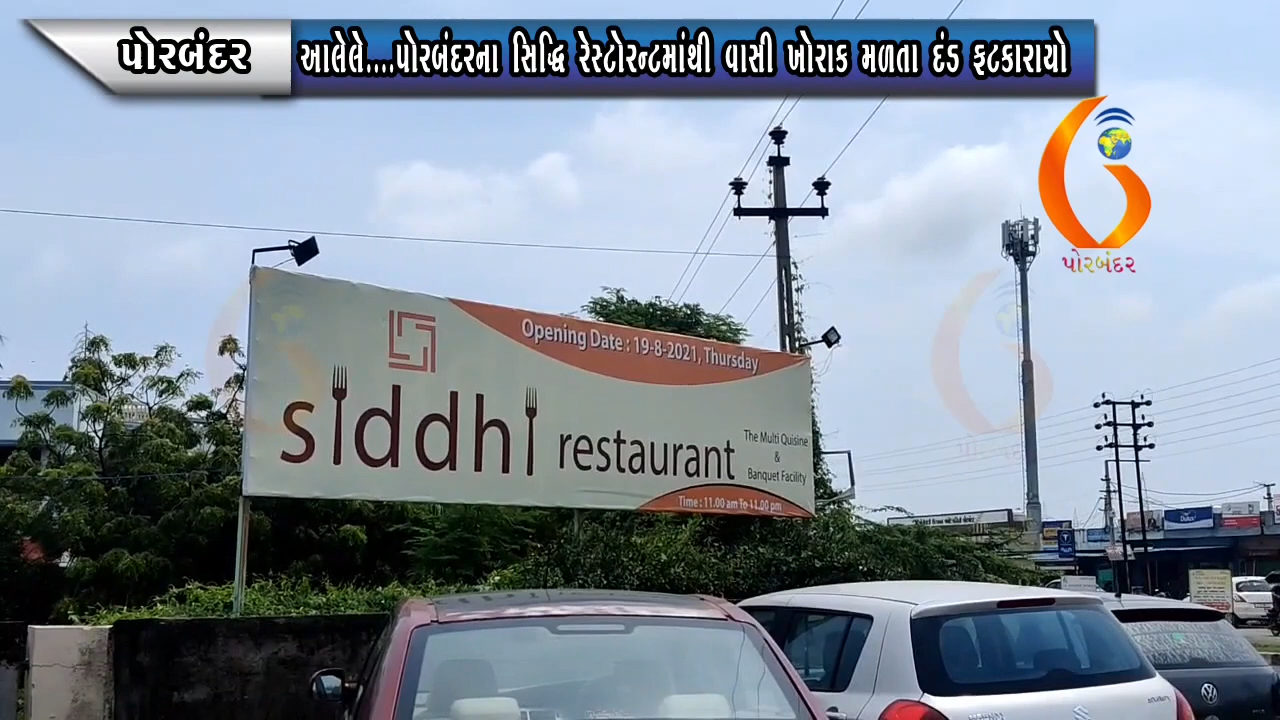 પોરબંદર
આલેલે....પોરબંદરના સિદ્ધિ રેસ્ટોરન્ટમાંથી વાસી ખોરાક મળતા દંડ ફટકારાયો
પોરબંદર
Opening Date : 19-8-2021, Thursday
siddhi restaurant
The Multi Quisine
&
Banquet Facility
Time : 11.00 am To 11.00 pm
Dulux